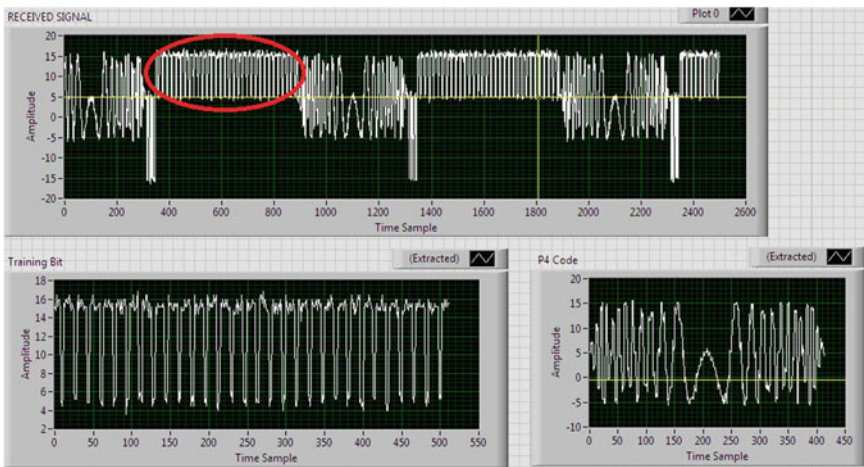 RECEIVED SIGNAL
Plot 0
Amplitude
20
15
10
5
0
-5
-10
-15
-20
0 200 400 600 800 1000 1200 1400 1600 1800 2000 2200 2400 2600
Time Sample
Training Bit
(Extracted)
Amplitude
18
16
14
12
10
8
6
4
2
0 50 100 150 200 250 300 350 400 450 500 550
Time Sample
P4 Code
(Extracted)
Amplitude
20
15
10
5
0
-5
-10
0 50 100 150 200 250 300 350 400 450
Time Sample